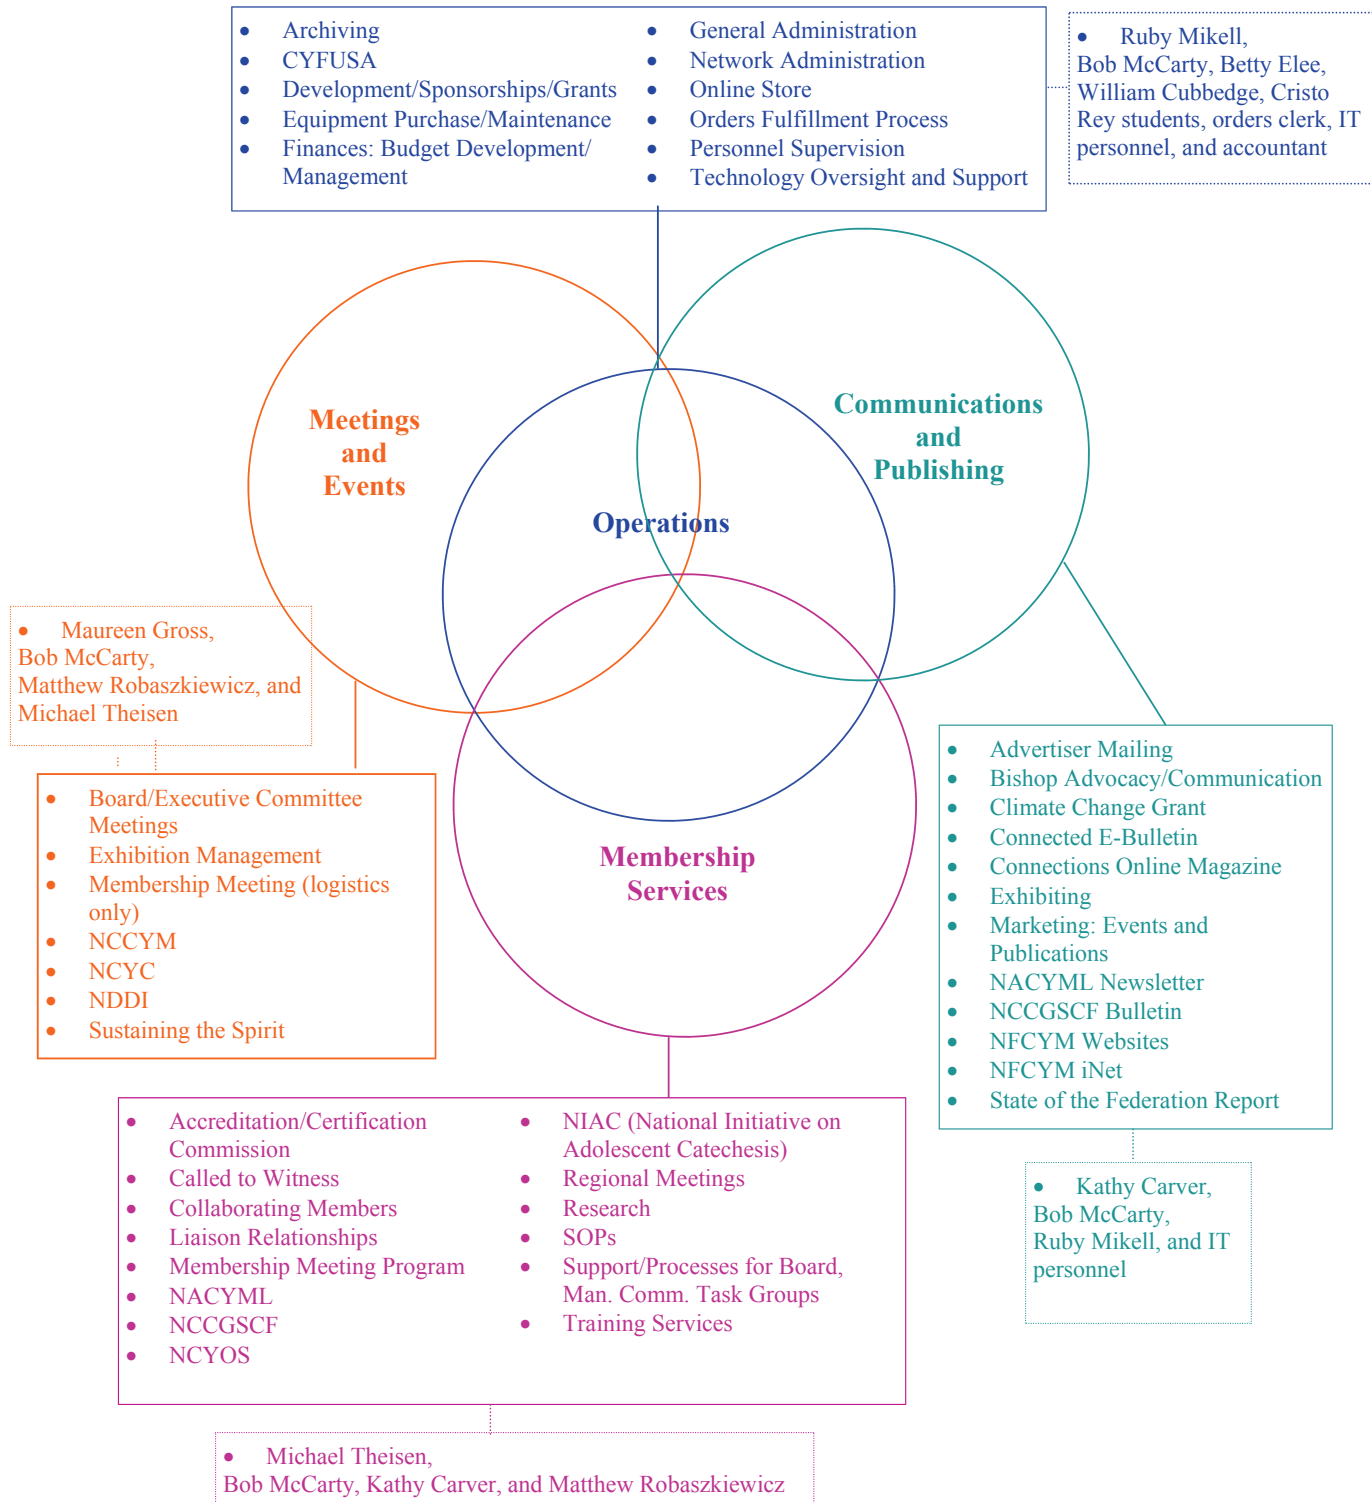 • Archiving
• CYFUSA
• Development/Sponsorships/Grants
• Equipment Purchase/Maintenance
• Finances: Budget Development/
Management
• General Administration
• Network Administration
• Online Store
• Orders Fulfillment Process
• Personnel Supervision
• Technology Oversight and Support
• Ruby Mikell,
Bob McCarty, Betty Elee,
William Cubbedge, Cristo
Rey students, orders clerk, IT
personnel, and accountant
Meetings
and
Events
Communications
and
Publishing
Operations
Membership
Services
• Maureen Gross,
Bob McCarty,
Matthew Robaszkiewicz, and
Michael Theisen
• Board/Executive Committee
Meetings
• Exhibition Management
• Membership Meeting (logistics
only)
• NCCYM
• NCYC
• NDDI
• Sustaining the Spirit
• Advertiser Mailing
• Bishop Advocacy/Communication
• Climate Change Grant
• Connected E-Bulletin
• Connections Online Magazine
• Exhibiting
• Marketing: Events and
Publications
• NACYML Newsletter
• NCCGSCF Bulletin
• NFCYM Websites
• NFCYM iNet
• State of the Federation Report
• Kathy Carver,
Bob McCarty,
Ruby Mikell, and IT
personnel
• Accreditation/Certification
Commission
• Called to Witness
• Collaborating Members
• Liaison Relationships
• Membership Meeting Program
• NACYML
• NCCGSCF
• NCYOS
• NIAC (National Initiative on
Adolescent Catechesis)
• Regional Meetings
• Research
• SOPs
• Support/Processes for Board,
Man. Comm. Task Groups
• Training Services
• Michael Theisen,
Bob McCarty, Kathy Carver, and Matthew Robaszkiewicz